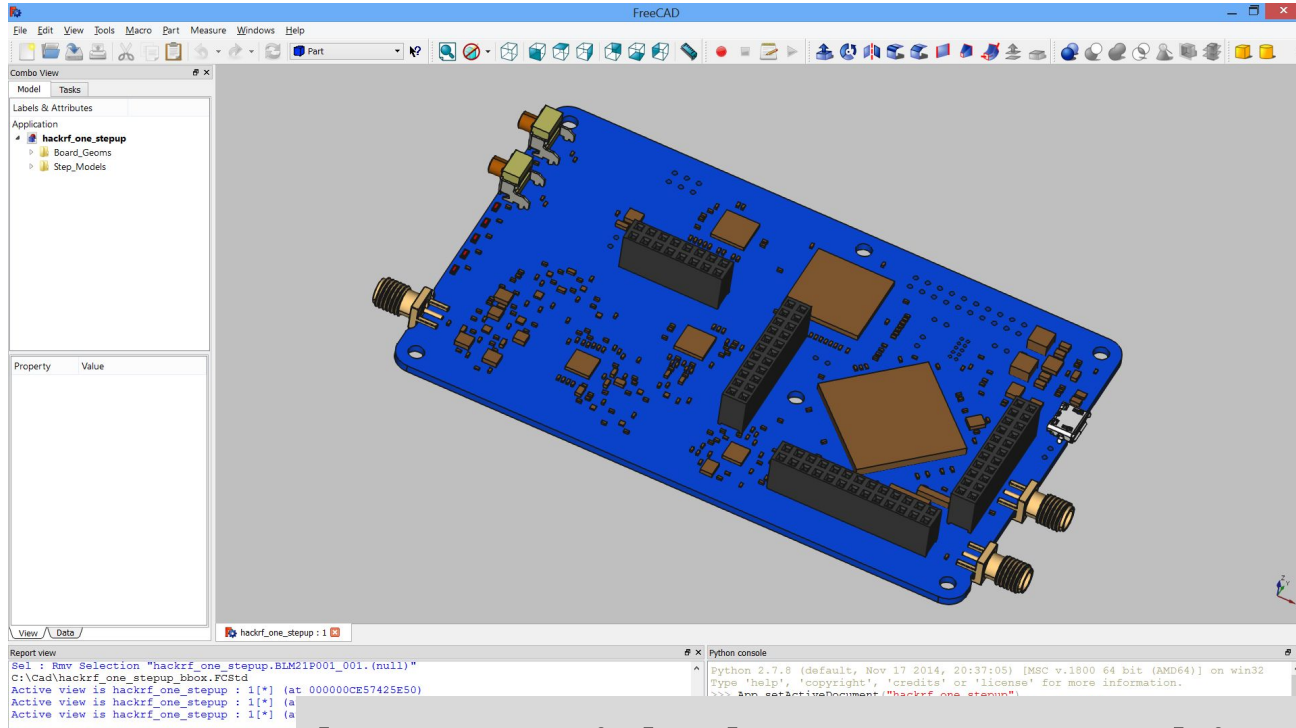 FreeCAD
File Edit View Tools Macro Part Measure Windows Help
Part
Combo View
Model Tasks
Labels & Attributes
Application
hackrf_one_stepup
Board_Geoms
Step_Models
Property Value
View Data
hackrf_one_stepup : 1
Report view
Sel : Rmv Selection "hackrf_one_stepup.BLM21P001_001.(null)"
C:\Cad\hackrf_one_stepup_bbox.FCStd
Active view is hackrf_one_stepup : 1[*] (at 000000CE57425E50)
Active view is hackrf_one_stepup : 1[*] (a
Active view is hackrf_one_stepup : 1[*] (a
Python console
Python 2.7.8 (default, Nov 17 2014, 20:37:05) [MSC v.1800 64 bit (AMD64)] on win32
Type 'help', 'copyright', 'credits' or 'license' for more information.
>>> App.setActiveDocument("hackrf_one_stepup")